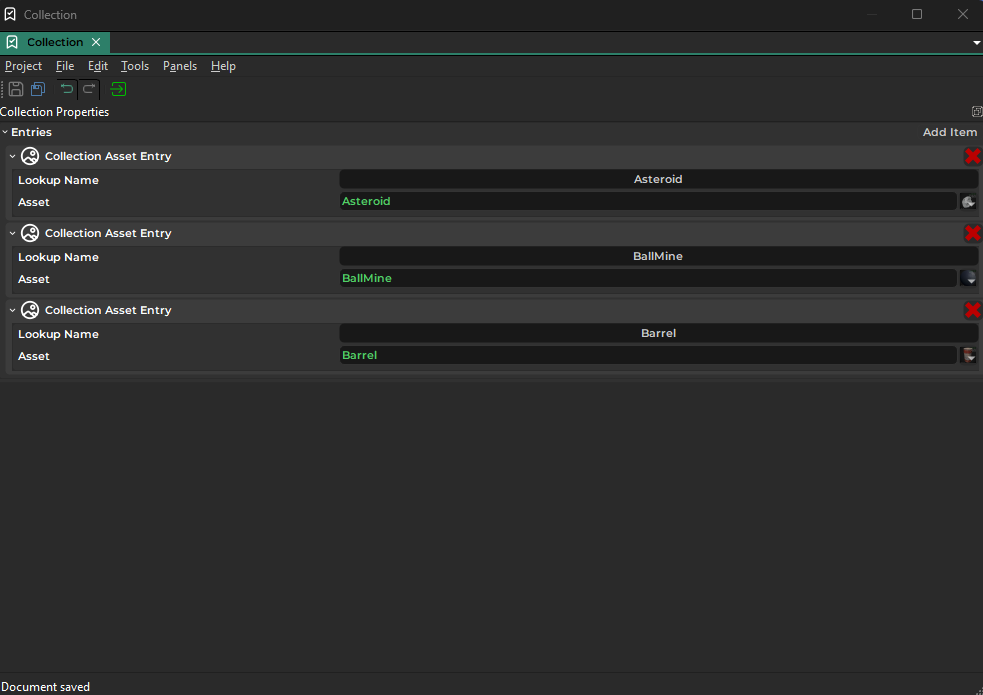 Collection
Collection
Project File Edit Tools Panels Help
Collection Properties
Entries Add Item
Collection Asset Entry
Lookup Name Asteroid
Asset Asteroid
Collection Asset Entry
Lookup Name BallMine
Asset BallMine
Collection Asset Entry
Lookup Name Barrel
Asset Barrel
Document saved